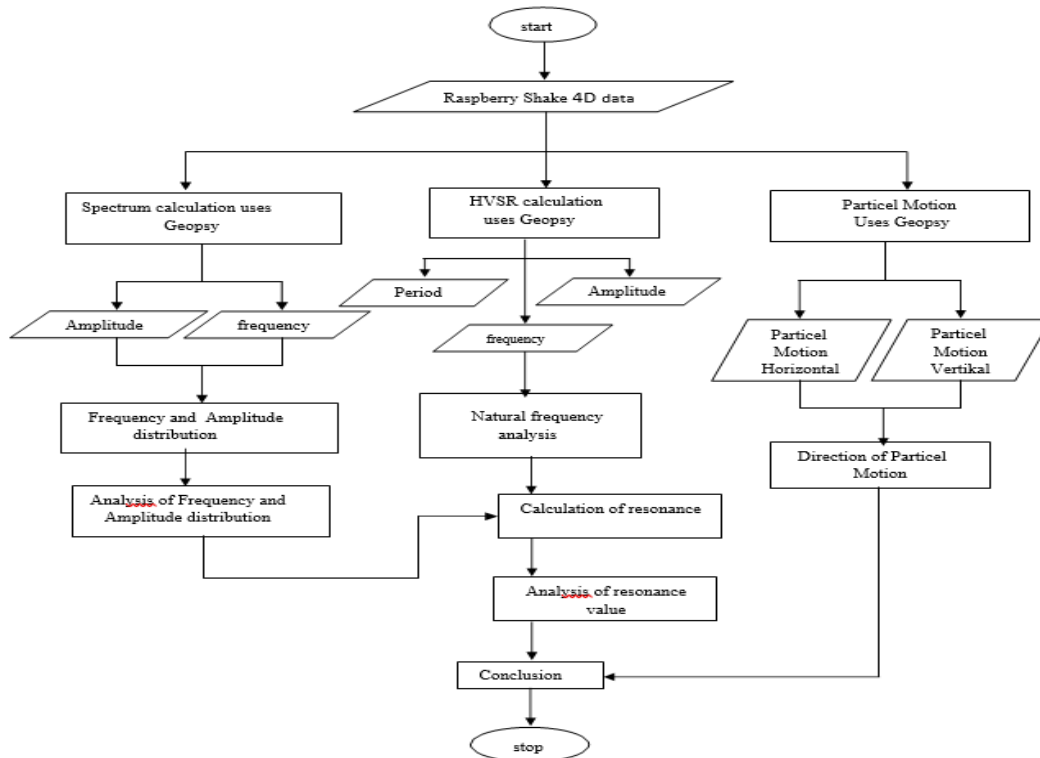 start
Raspberry Shake 4D data
Spectrum calculation uses
Geopsy
HVSR calculation
uses Geopsy
Particel Motion
Uses Geopsy
Period
Amplitude
Amplitude
frequency
frequency
Particel
Motion
Horizontal
Particel
Motion
Vertikal
Frequency and Amplitude
distribution
Natural frequency
analysis
Direction of Particel
Motion
Analysis of Frequency and
Amplitude distribution
Calculation of resonance
Analysis of resonance
value
Conclusion
stop